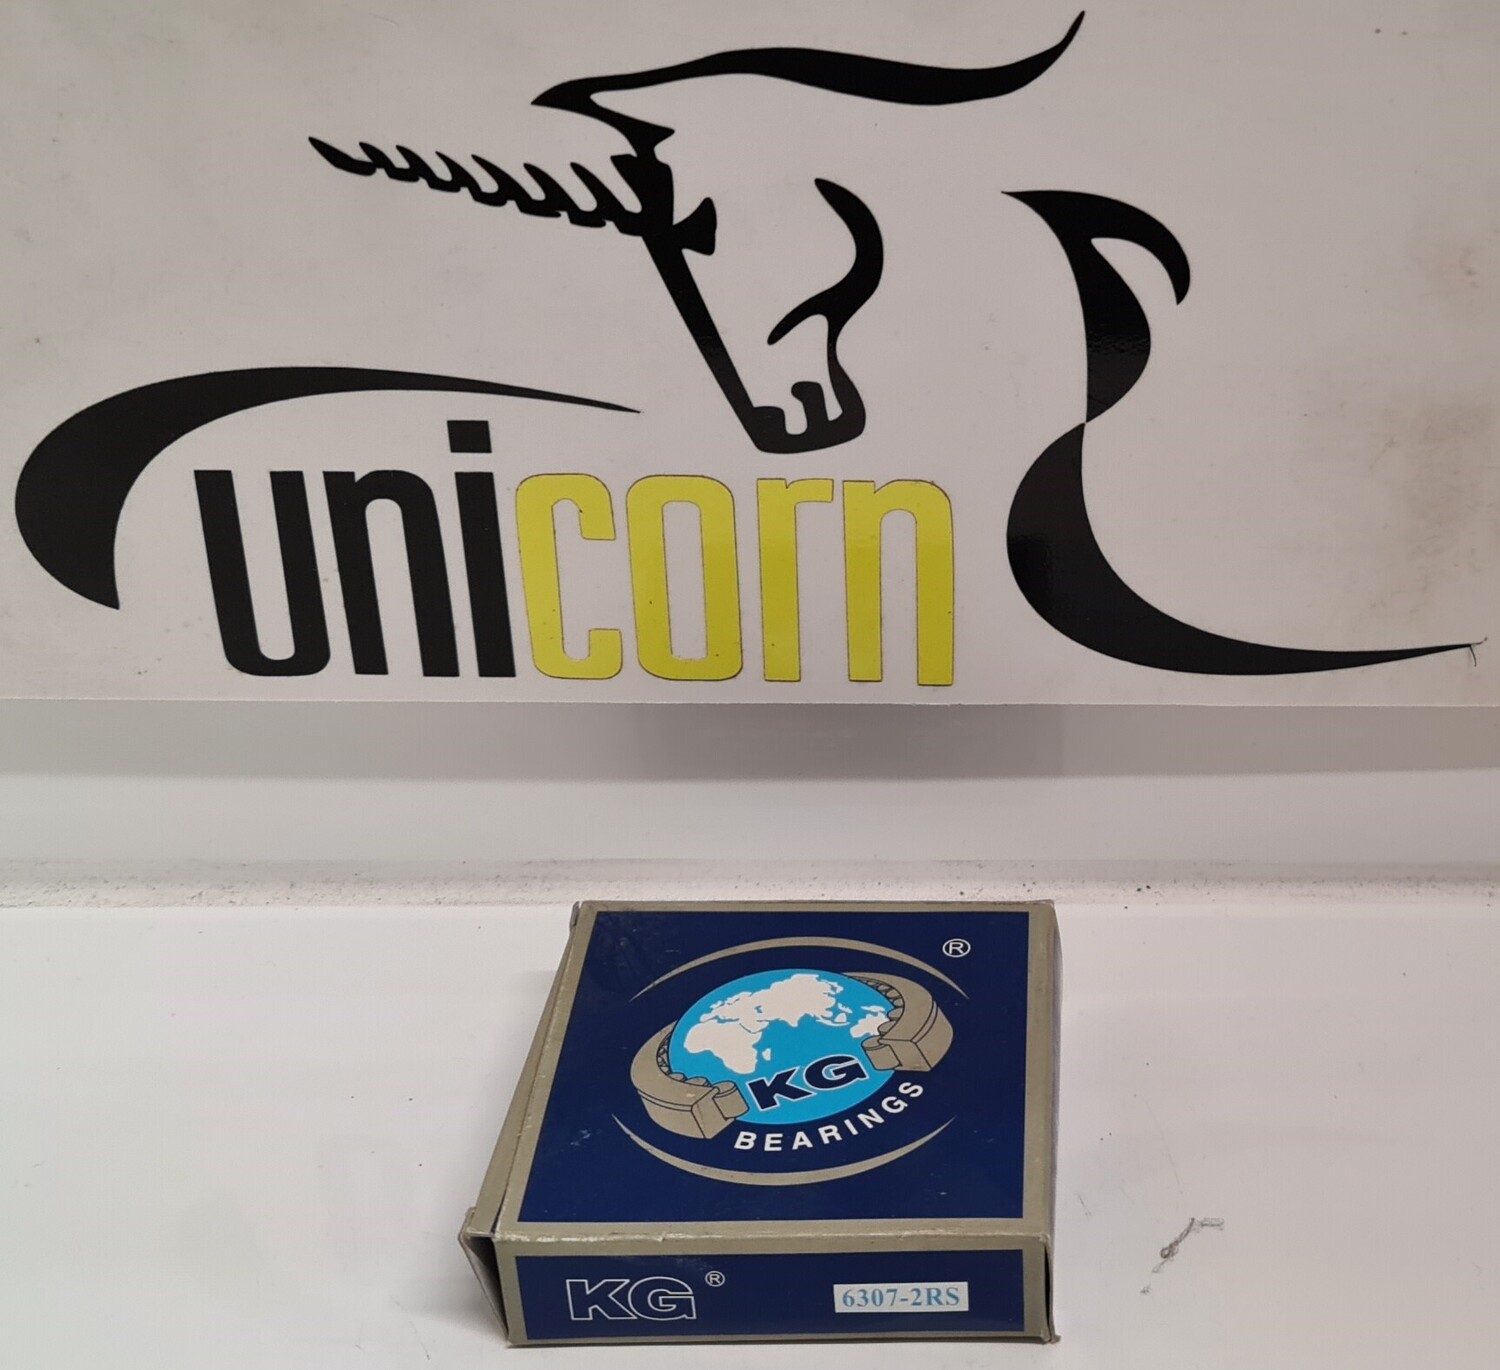 unicorn
®
KG
BEARINGS
KG®
6307-2RS